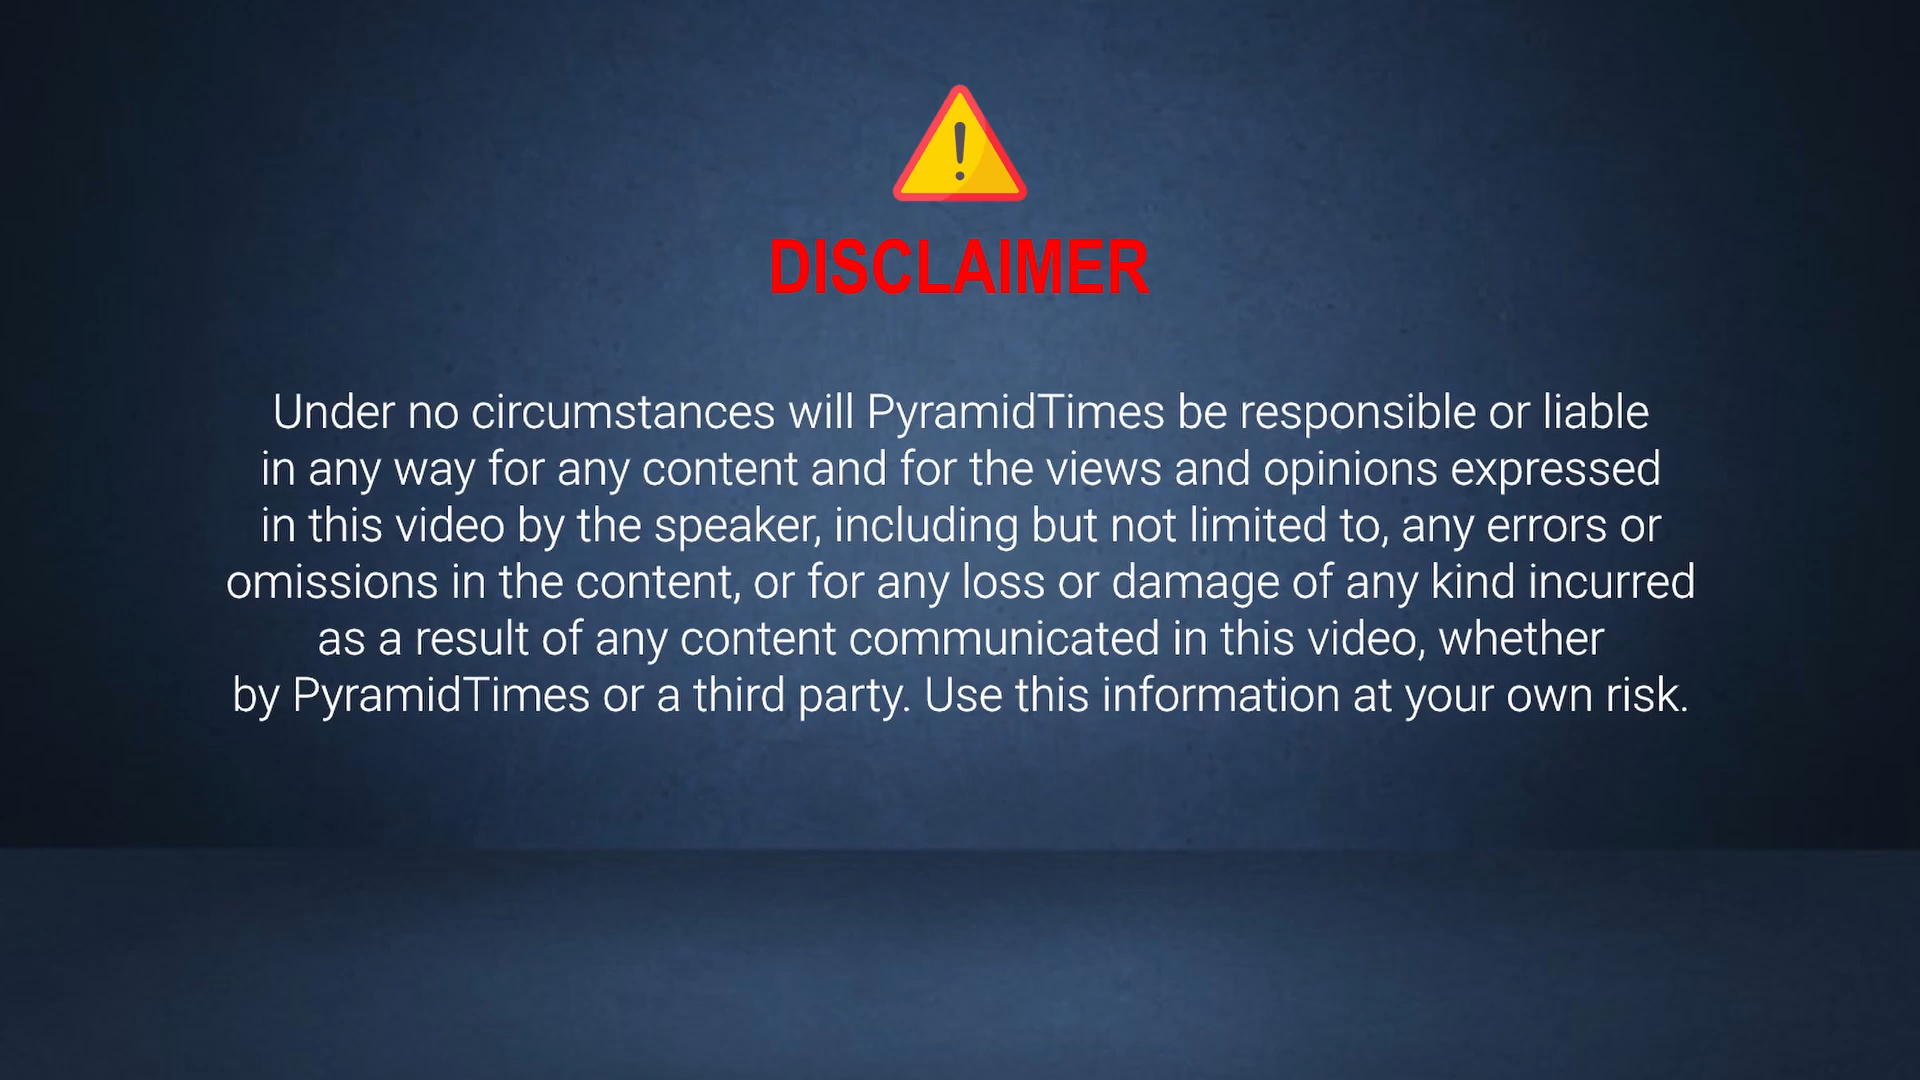 DISCLAIMER
Under no circumstances will PyramidTimes be responsible or liable
in any way for any content and for the views and opinions expressed
in this video by the speaker, including but not limited to, any errors or
omissions in the content, or for any loss or damage of any kind incurred
as a result of any content communicated in this video, whether
by PyramidTimes or a third party. Use this information at your own risk.